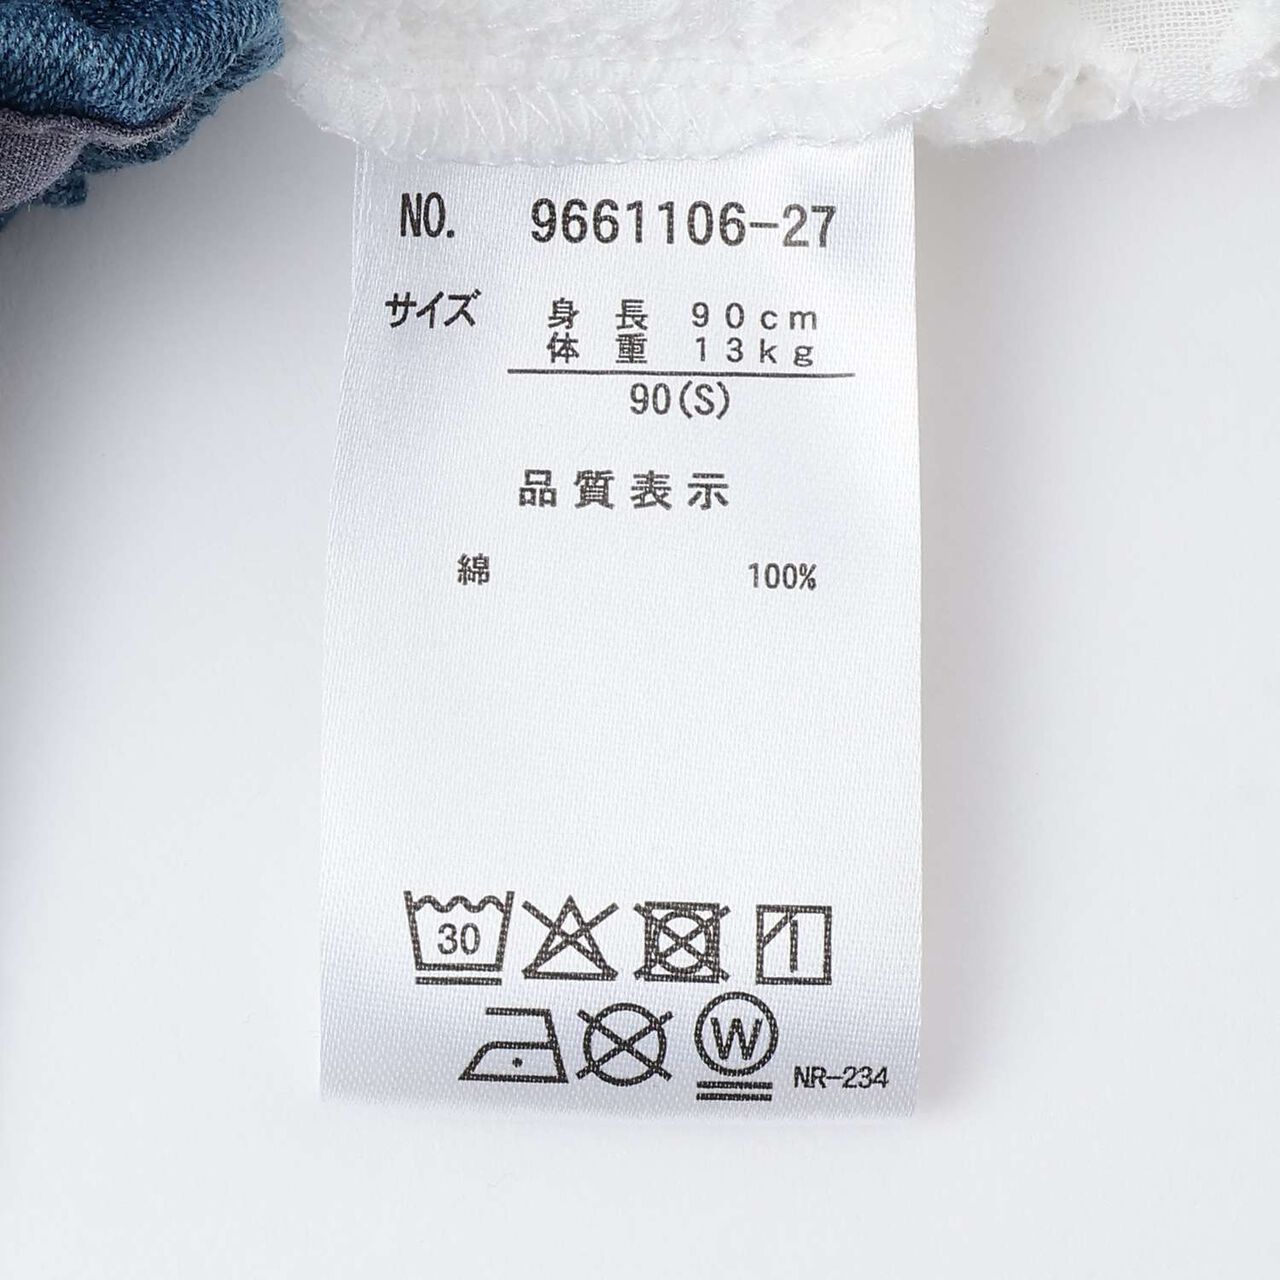 NO. 9661106-27
サイズ 身長 90cm
体重 13kg
90(S)
品質表示
綿 100%
30
W NR-234